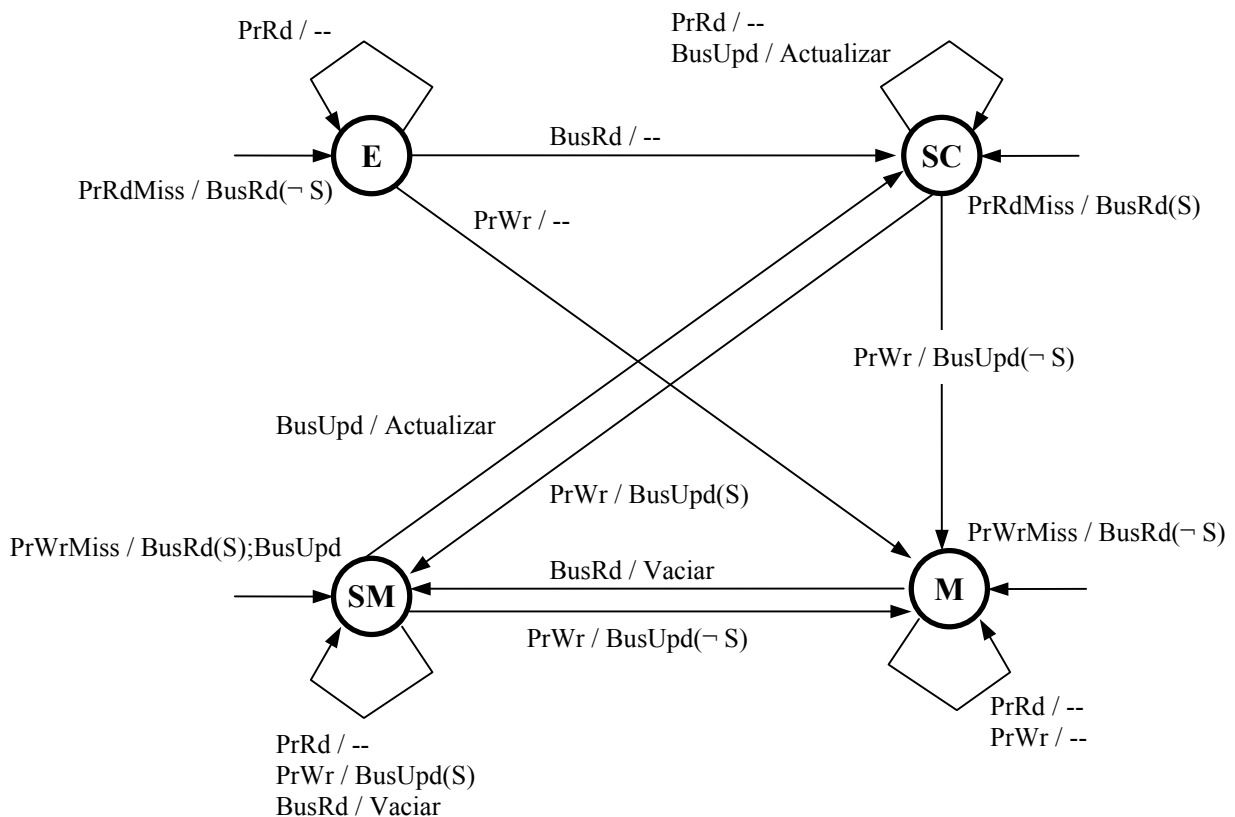 PrRd / --
PrRd / --
BusUpd / Actualizar
E
BusRd / --
SC
PrRdMiss / BusRd(¬ S)
PrRdMiss / BusRd(S)
PrWr / --
PrWr / BusUpd(¬ S)
BusUpd / Actualizar
PrWr / BusUpd(S)
PrWrMiss / BusRd(S);BusUpd
PrWrMiss / BusRd(¬ S)
BusRd / Vaciar
SM
M
PrWr / BusUpd(¬ S)
PrRd / --
PrWr / --
PrRd / --
PrWr / BusUpd(S)
BusRd / Vaciar